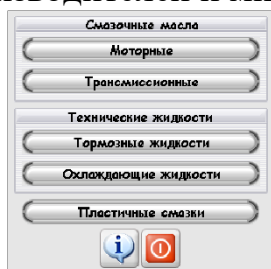 Смазочные масла
Моторные
Трансмиссионные
Технические жидкости
Тормозные жидкости
Охлаждающие жидкости
Пластичные смазки